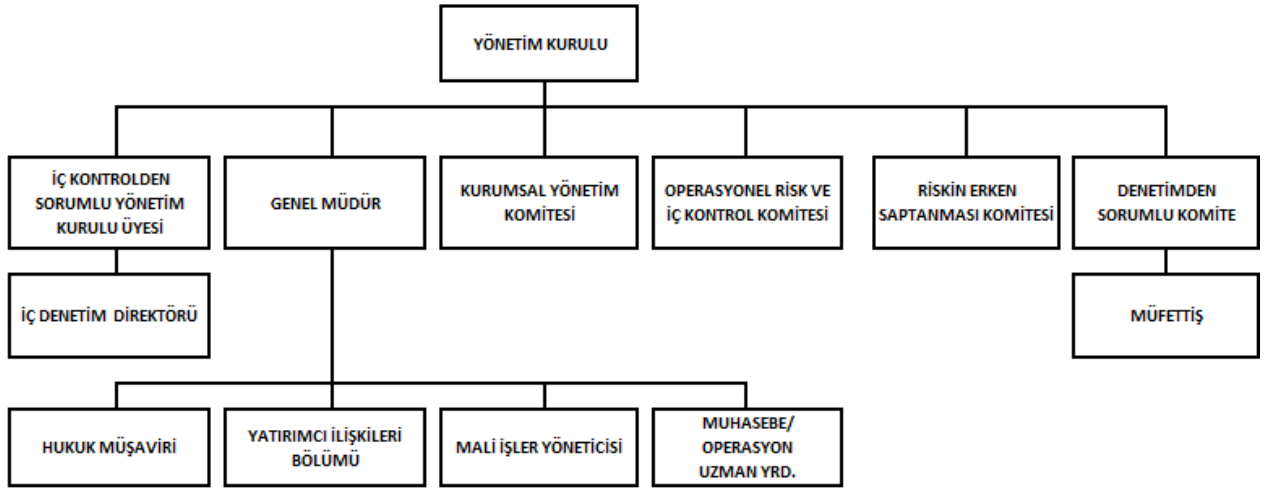 YÖNETİM KURULU
İÇ KONTROLDEN
SORUMLU YÖNETİM
KURULU ÜYESİ
GENEL MÜDÜR
KURUMSAL YÖNETİM
KOMİTESİ
OPERASYONEL RİSK VE
İÇ KONTROL KOMİTESİ
RİSKİN ERKEN
SAPTANMASI KOMİTESİ
DENETİMDEN
SORUMLU KOMİTE
İÇ DENETİM DİREKTÖRÜ
MÜFETTİŞ
HUKUK MÜŞAVİRİ
YATIRIMCI İLİŞKİLERİ
BÖLÜMÜ
MALİ İŞLER YÖNETİCİSİ
MUHASEBE/
OPERASYON
UZMAN YRD.